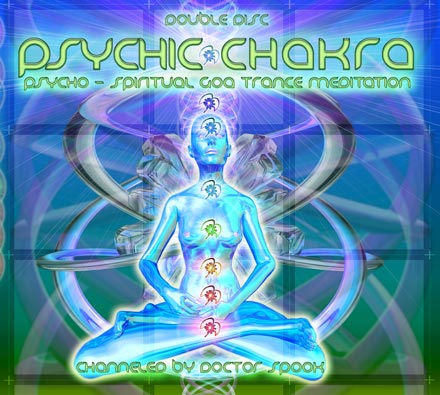 DOUBLE DISC
PSYCHIC CHAKRA
PSYCHO - SPIRITUAL GOA TRANCE MEDITATION
CHANNELED BY DOCTOR SPOOK